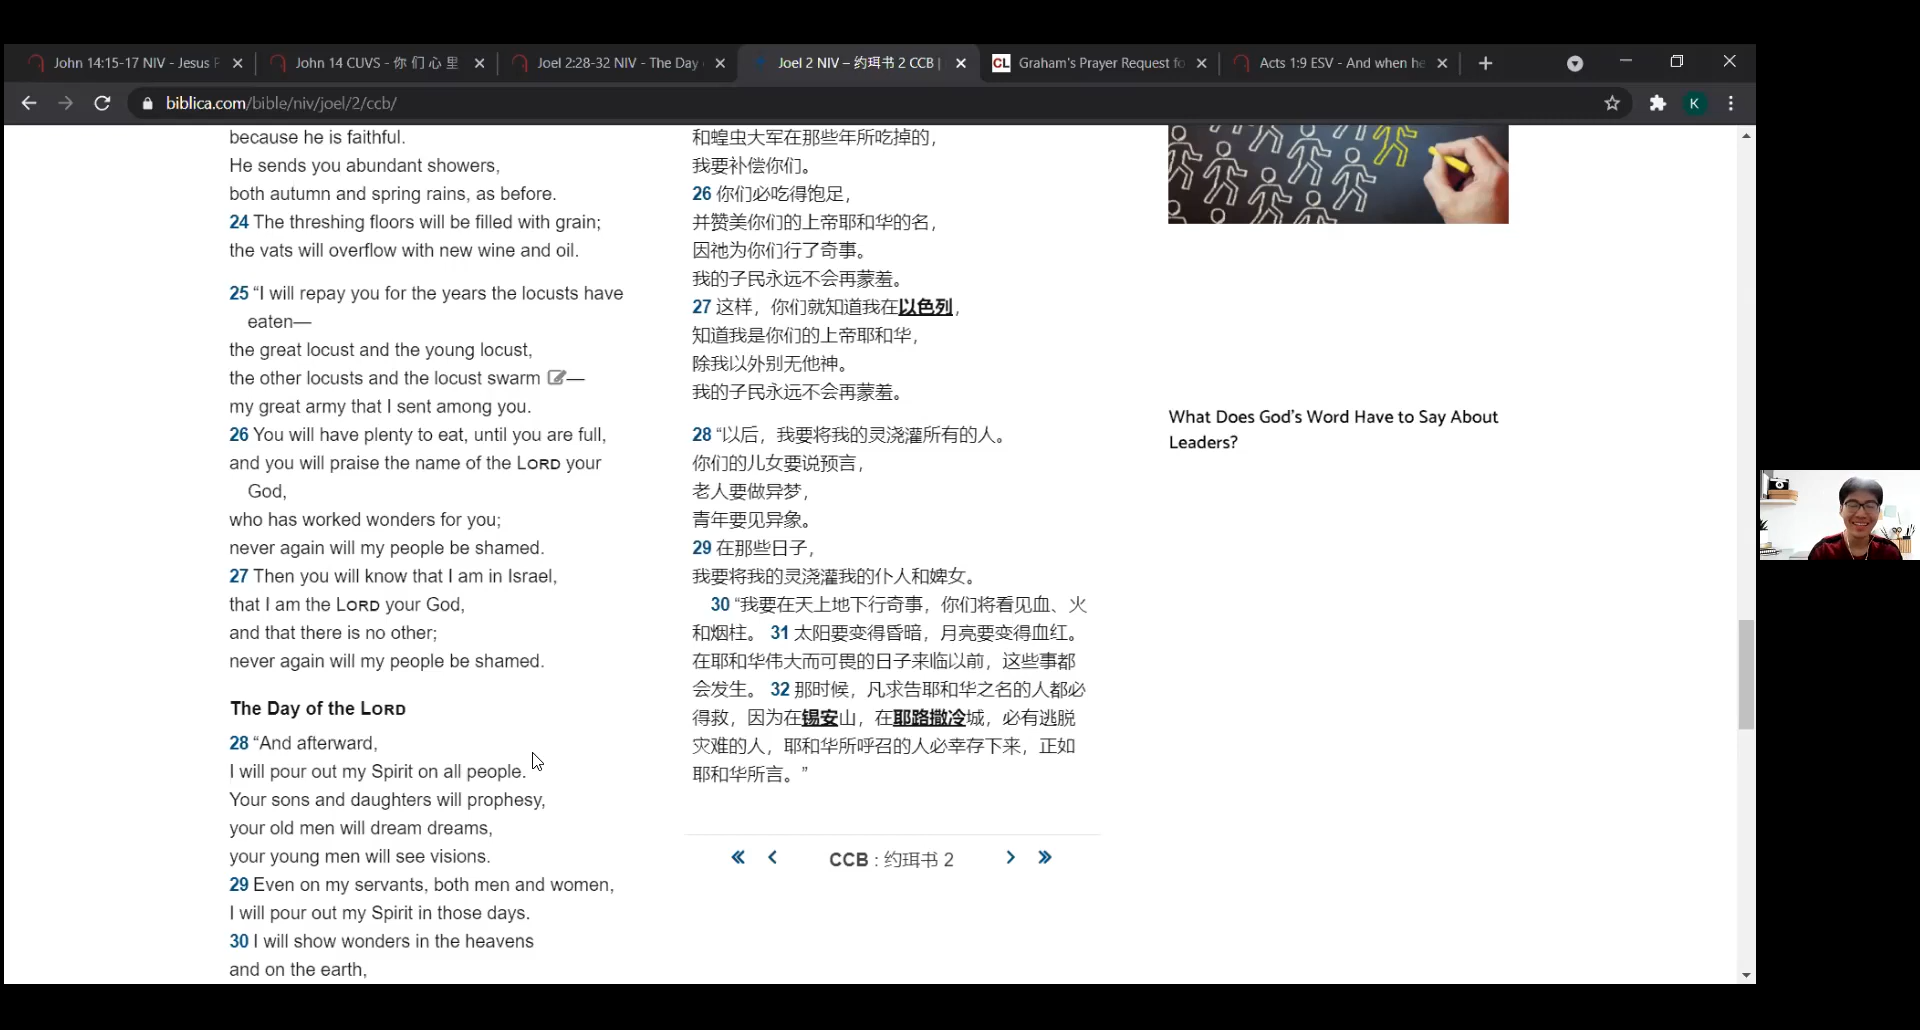 John 14:15-17 NIV - Jesus P
John 14 CUVS - 你 们 心 里
Joel 2:28-32 NIV - The Day
Joel 2 NIV – 约珥书 2 CCB |
CL Graham's Prayer Request fo
Acts 1:9 ESV - And when he
biblica.com/bible/niv/joel/2/ccb/
K
because he is faithful.
He sends you abundant showers,
both autumn and spring rains, as before.
24 The threshing floors will be filled with grain;
the vats will overflow with new wine and oil.
25 “I will repay you for the years the locusts have
eaten—
the great locust and the young locust,
the other locusts and the locust swarm —
my great army that I sent among you.
26 You will have plenty to eat, until you are full,
and you will praise the name of the LORD your
God,
who has worked wonders for you;
never again will my people be shamed.
27 Then you will know that I am in Israel,
that I am the LORD your God,
and that there is no other;
never again will my people be shamed.
The Day of the LORD
28 “And afterward,
I will pour out my Spirit on all people.
Your sons and daughters will prophesy,
your old men will dream dreams,
your young men will see visions.
29 Even on my servants, both men and women,
I will pour out my Spirit in those days.
30 I will show wonders in the heavens
and on the earth,
和蝗虫大军在那些年所吃掉的，
我要补偿你们。
26 你们必吃得饱足，
并赞美你们的上帝耶和华的名，
因祂为你们行了奇事。
我的子民永远不会再蒙羞。
27 这样，你们就知道我在以色列，
知道我是你们的上帝耶和华，
除我以外别无他神。
我的子民永远不会再蒙羞。
28 “以后，我要将我的灵浇灌所有的人。
你们的儿女要说预言，
老人要做异梦，
青年要见异象。
29 在那些日子，
我要将我的灵浇灌我的仆人和婢女。
30 “我要在天上地下行奇事，你们将看见血、火
和烟柱。 31 太阳要变得昏暗，月亮要变得血红。
在耶和华伟大而可畏的日子来临以前，这些事都
会发生。 32 那时候，凡求告耶和华之名的人都必
得救，因为在锡安山，在耶路撒冷城，必有逃脱
灾难的人，耶和华所呼召的人必幸存下来，正如
耶和华所言。”
CCB : 约珥书 2
What Does God’s Word Have to Say About
Leaders?